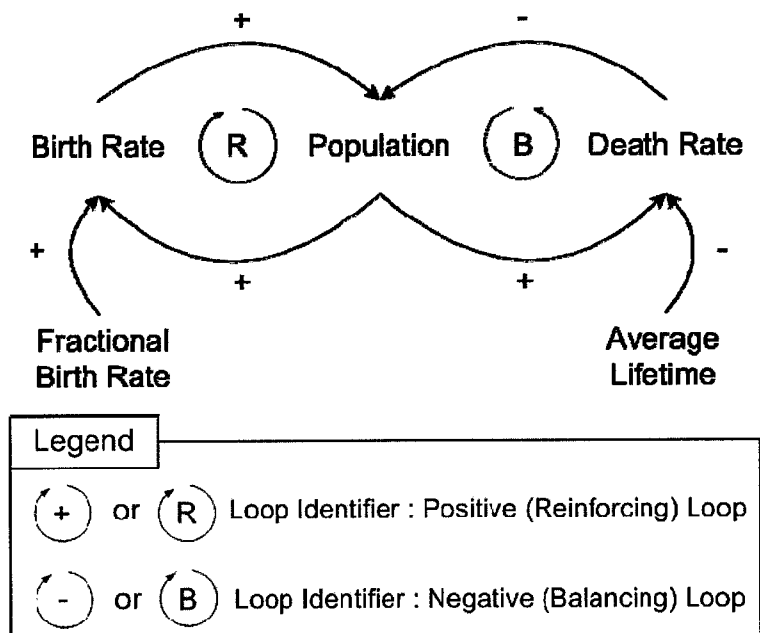 + -
Birth Rate R Population B Death Rate
+ + + -
Fractional
Birth Rate
Average
Lifetime
Legend
+ or R Loop Identifier : Positive (Reinforcing) Loop
- or B Loop Identifier : Negative (Balancing) Loop